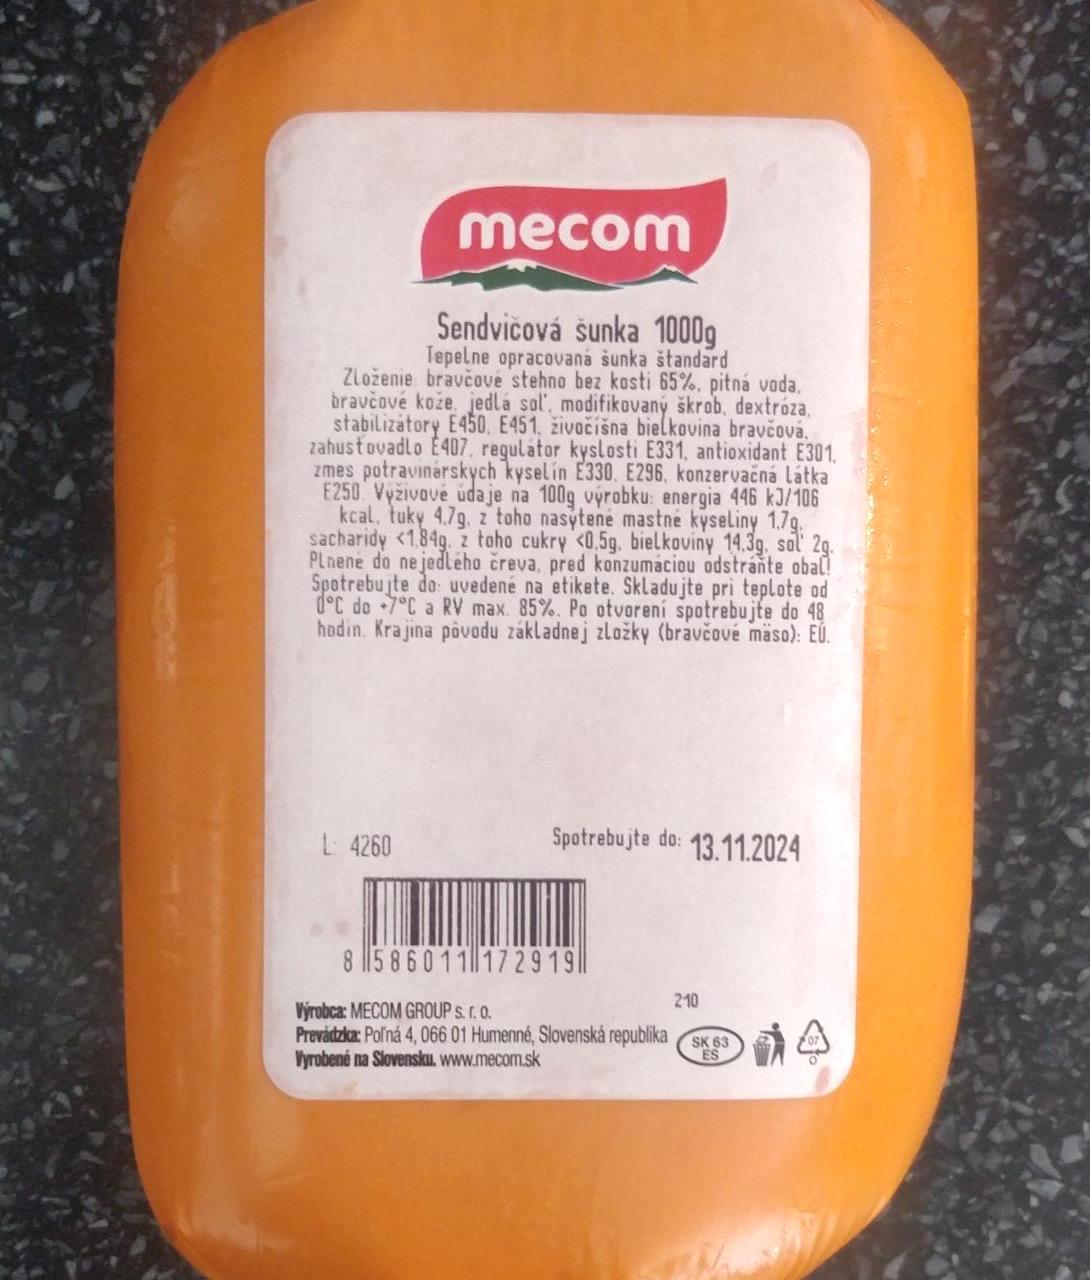 mecom
Sendvičová šunka 1000g
Tepelne opracovaná šunka štandard
Zloženie: bravčové stehno bez kosti 65%, pitná voda,
bravčové kože, jedlá soľ, modifikovaný škrob, dextróza,
stabilizátory E450, E451, živočíšna bielkovina bravčová,
zahusťovadlo E407, regulátor kyslosti E331, antioxidant E301,
zmes potravinárskych kyselín E330, E296, konzervačná látka
E250. Výživové údaje na 100g výrobku: energia 446 kJ/106
kcal, tuky 4,7g, z toho nasýtené mastné kyseliny 1,7g,
sacharidy <1,84g, z toho cukry <0,5g, bielkoviny 14,3g, soľ 2g.
Plnené do nejedlého čreva, pred konzumáciou odstráňte obal!
Spotrebujte do: uvedené na etikete. Skladujte pri teplote od
0°C do +7°C a RV max. 85%. Po otvorení spotrebujte do 48
hodín. Krajina pôvodu základnej zložky (bravčové mäso): EÚ.
L: 4260 Spotrebujte do: 13.11.2024
8 586011 172919
210
Výrobca: MECOM GROUP s. r. o.
Prevádzka: Poľná 4, 066 01 Humenné, Slovenská republika
Vyrobené na Slovensku. www.mecom.sk
SK 63
ES
07
O